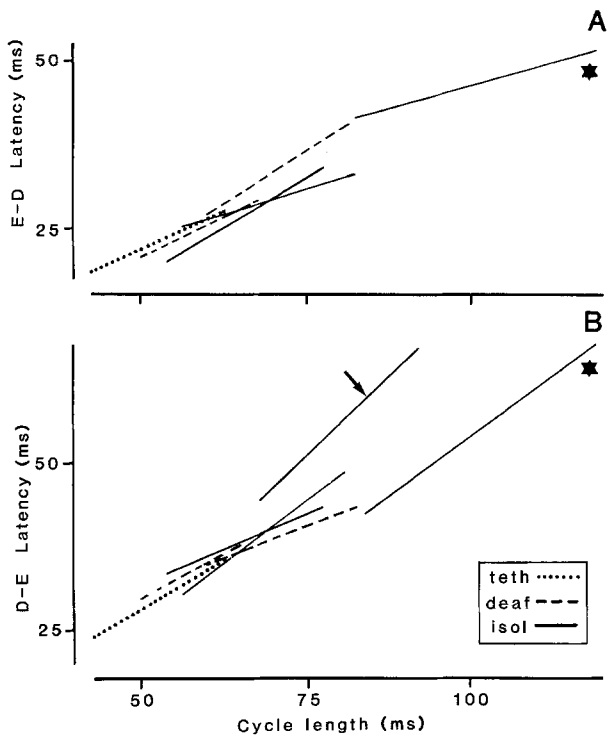 A
50
25
E-D Latency (ms)
B
50
25
D-E Latency (ms)
teth
deaf
isol
50 75 100
Cycle length (ms)